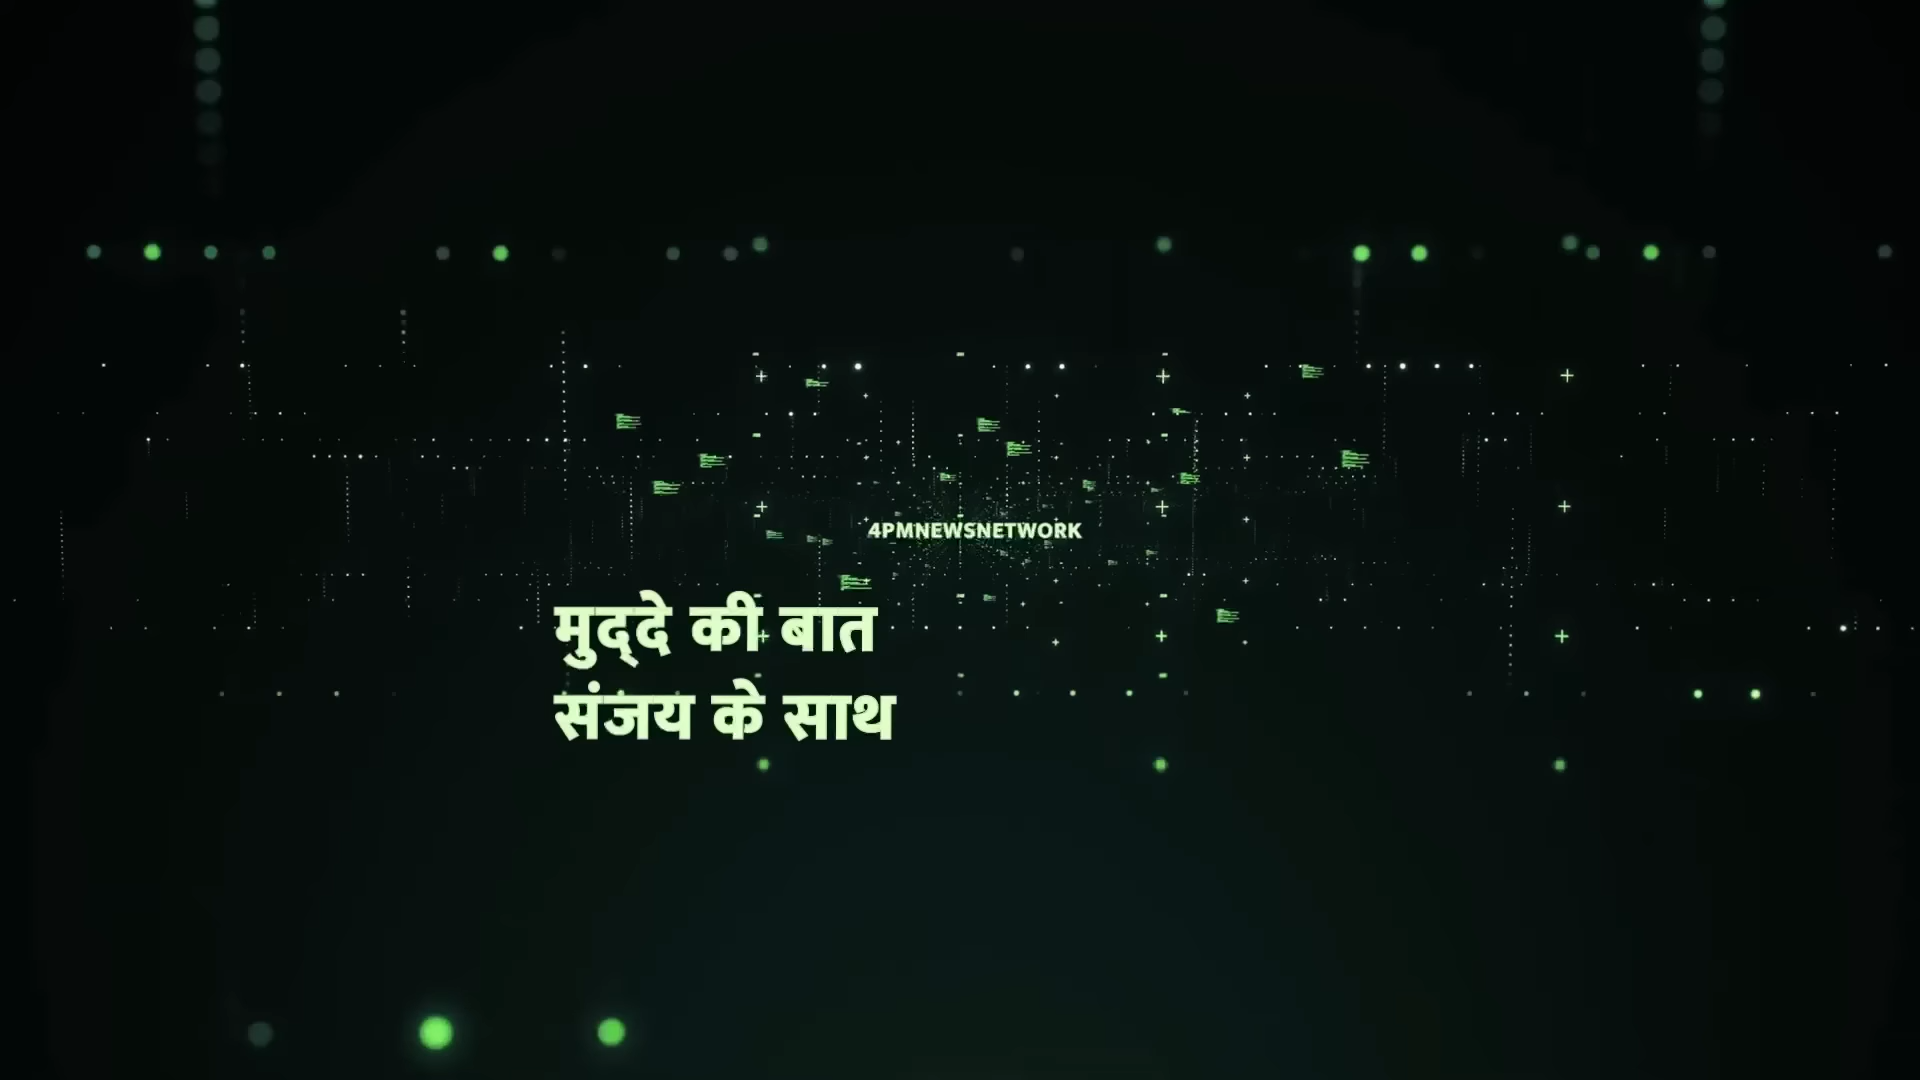 4PMNEWSNETWORK
मुद्दे की बात
संजय के साथ